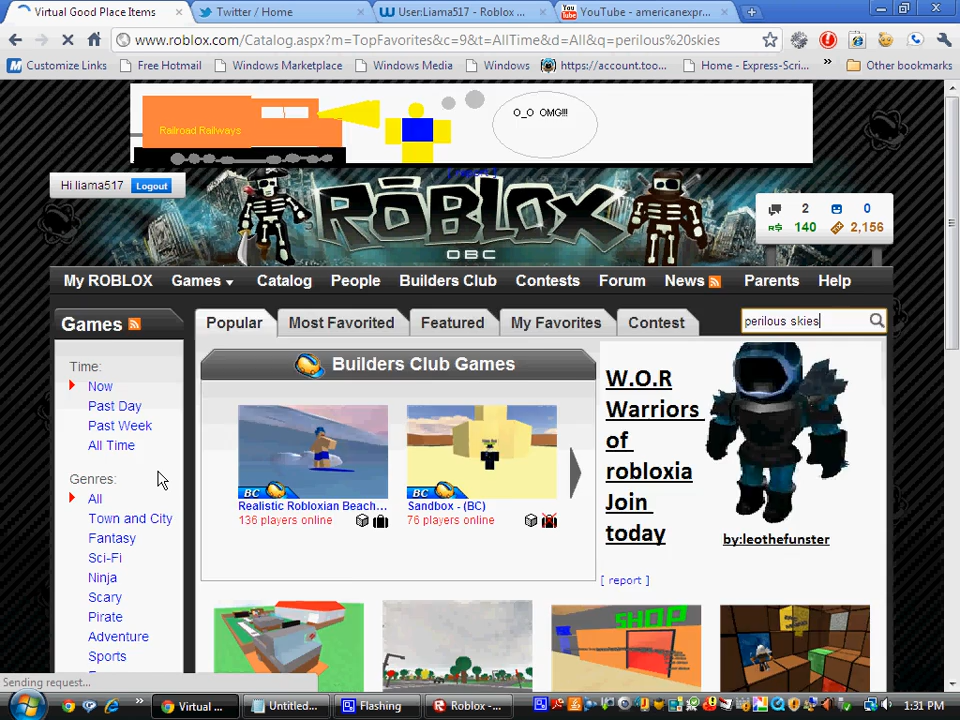 Virtual Good Place Items
Twitter / Home
User:Liama517 - Roblox ...
YouTube - americanexpr...
www.roblox.com/Catalog.aspx?m=TopFavorites&c=9&t=AllTime&d=All&q=perilous%20skies
Customize Links
Free Hotmail
Windows Marketplace
Windows Media
Windows
https://account.too...
Home - Express-Scri...
Other bookmarks
Railroad Railways
O_O OMG!!!
[ report ]
Hi liama517
Logout
ROBLOX
OBC
2
0
R$ 140
2,156
My ROBLOX
Games
Catalog
People
Builders Club
Contests
Forum
News
Parents
Help
Games
Popular
Most Favorited
Featured
My Favorites
Contest
perilous skies
Time:
Now
Past Day
Past Week
All Time
Genres:
All
Town and City
Fantasy
Sci-Fi
Ninja
Scary
Pirate
Adventure
Sports
Builders Club Games
BC
Realistic Robloxian Beach...
136 players online
BC
Sandbox - (BC)
76 players online
W.O.R
Warriors
of
robloxia
Join
today
by:leothefunster
[ report ]
SHOP
Sending request...
Virtual ...
Untitled...
Flashing
Roblox -...
1:31 PM